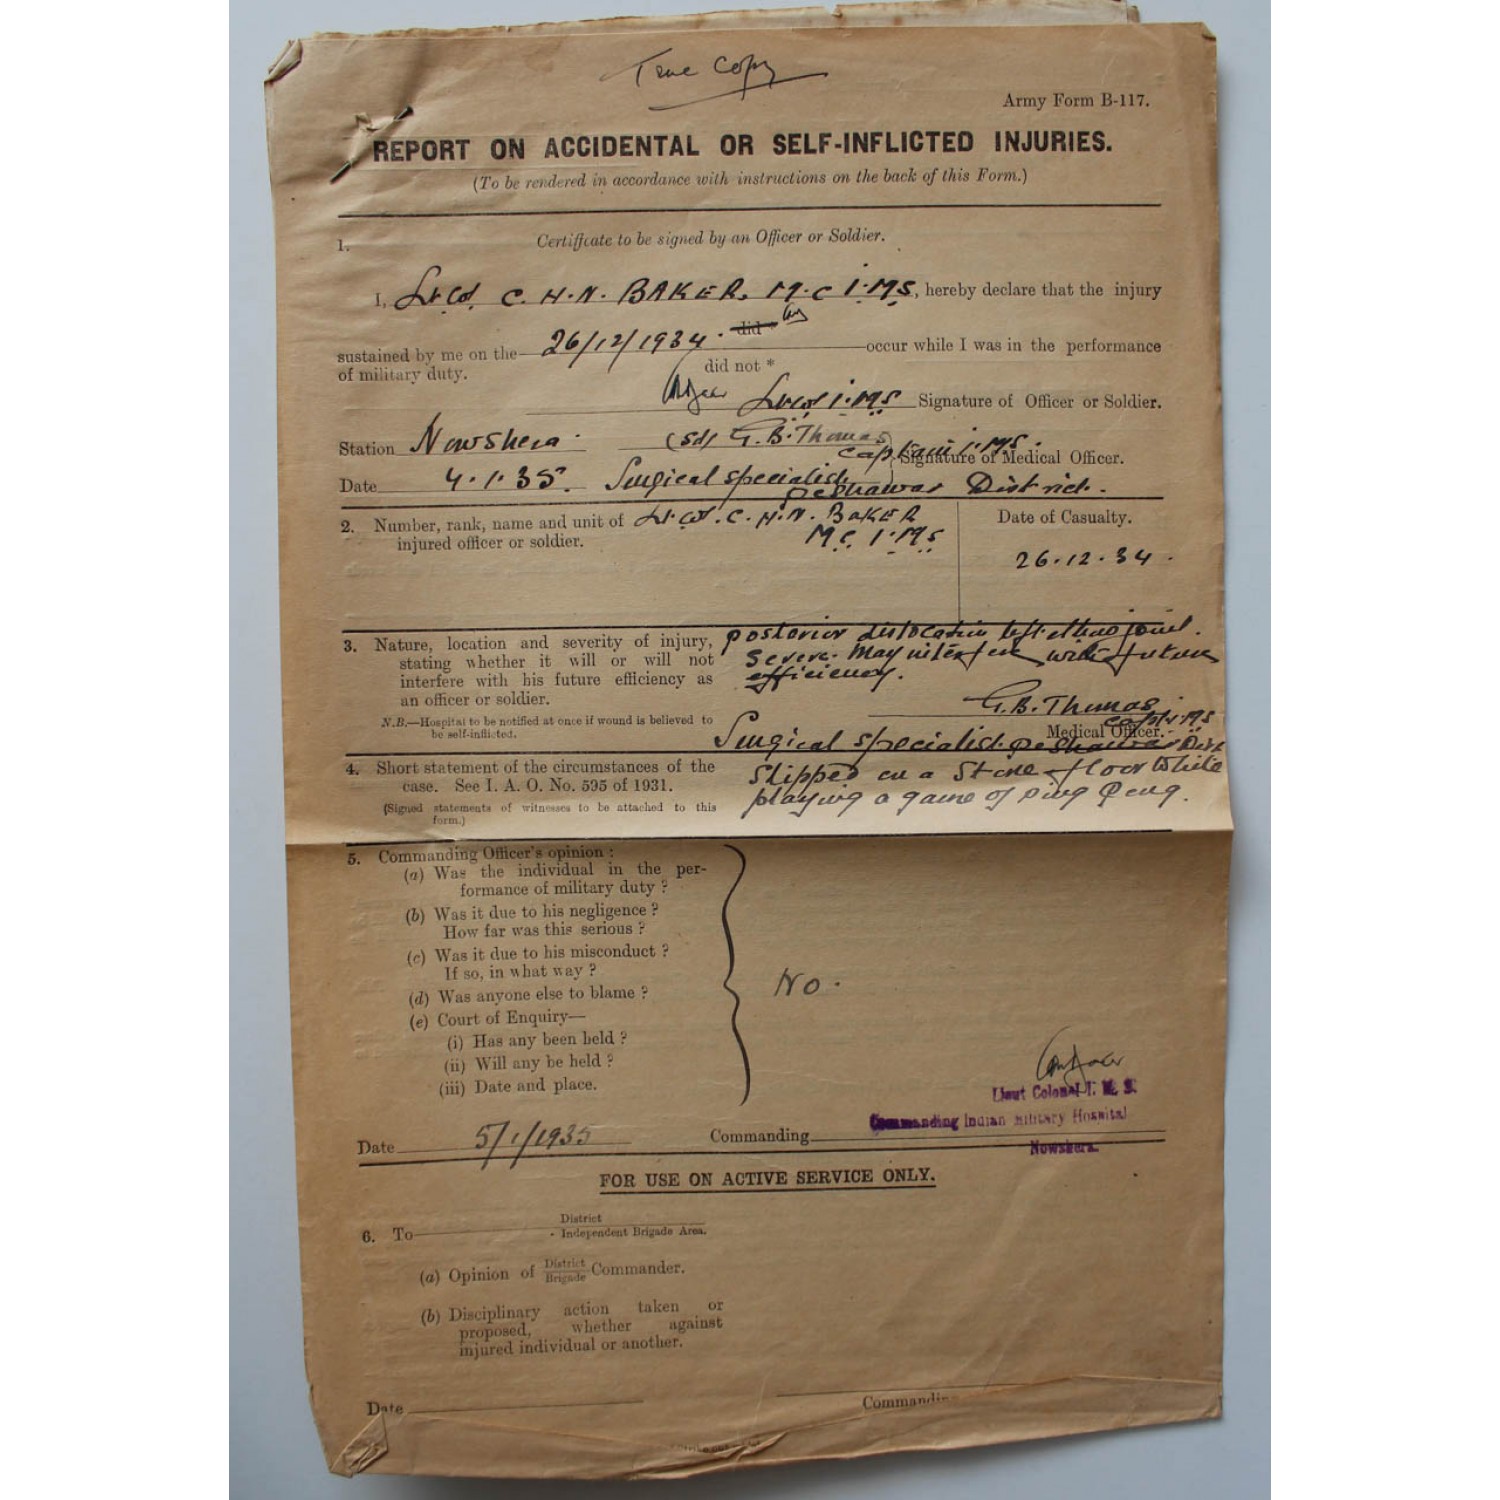 True Copy
Army Form B-117.
REPORT ON ACCIDENTAL OR SELF-INFLICTED INJURIES.
(To be rendered in accordance with instructions on the back of this Form.)
1. Certificate to be signed by an Officer or Soldier.
I, Lt Col. C. H. N. BAKER. M.C I.M.S, hereby declare that the injury
sustained by me on the 26/12/1934. did * occur while I was in the performance
of military duty. did not *
Lt Col I.M.S Signature of Officer or Soldier.
Station Nowshera. (Sd) G. B. Thomas
Captain I.M.S. Signature of Medical Officer.
Date 4.1.35. Surgical specialist Peshawar District.
2. Number, rank, name and unit of Lt. Col. C. H. N. BAKER Date of Casualty.
injured officer or soldier. M.C. I.M.S
26.12.34.
3. Nature, location and severity of injury, posterior dislocation left elbow joint.
stating whether it will or will not Severe. May interfere with future
interfere with his future efficiency as efficiency.
an officer or soldier.
G. B. Thomas
N.B.—Hospital to be notified at once if wound is believed to Capt I.M.S
be self-inflicted. Medical Officer.
Surgical specialist Peshawar Dist
4. Short statement of the circumstances of the Slipped on a Stone floor while
case. See I. A. O. No. 595 of 1931. playing a game of ping pong.
(Signed statements of witnesses to be attached to this
form.)
5. Commanding Officer's opinion :
(a) Was the individual in the per-
formance of military duty ?
(b) Was it due to his negligence ?
How far was this serious ?
(c) Was it due to his misconduct ?
If so, in what way ?
(d) Was anyone else to blame ? No.
(e) Court of Enquiry—
(i) Has any been held ?
(ii) Will any be held ?
(iii) Date and place.
Lieut Colonel I. M. S.
Commanding Indian Military Hospital
Date 5/1/1935 Commanding
Nowshera.
FOR USE ON ACTIVE SERVICE ONLY.
6. To District
Independent Brigade Area.
(a) Opinion of District Brigade Commander.
(b) Disciplinary action taken or
proposed, whether against
injured individual or another.
Date Commanding